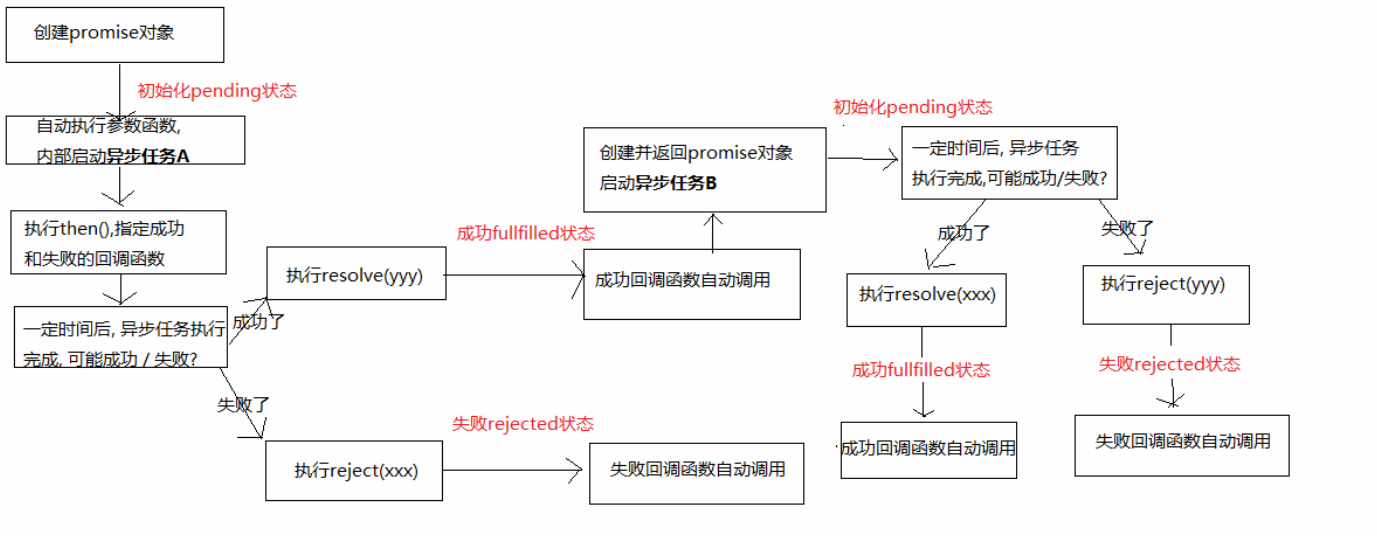 创建promise对象
初始化pending状态
自动执行参数函数,
内部启动异步任务A
执行then(),指定成功
和失败的回调函数
一定时间后, 异步任务执行
完成, 可能成功 / 失败?
成功了
执行resolve(yyy)
成功fullfilled状态
成功回调函数自动调用
失败了
执行reject(xxx)
失败rejected状态
失败回调函数自动调用
创建并返回promise对象
启动异步任务B
初始化pending状态
一定时间后, 异步任务
执行完成,可能成功/失败?
成功了
执行resolve(xxx)
成功fullfilled状态
成功回调函数自动调用
失败了
执行reject(yyy)
失败rejected状态
失败回调函数自动调用